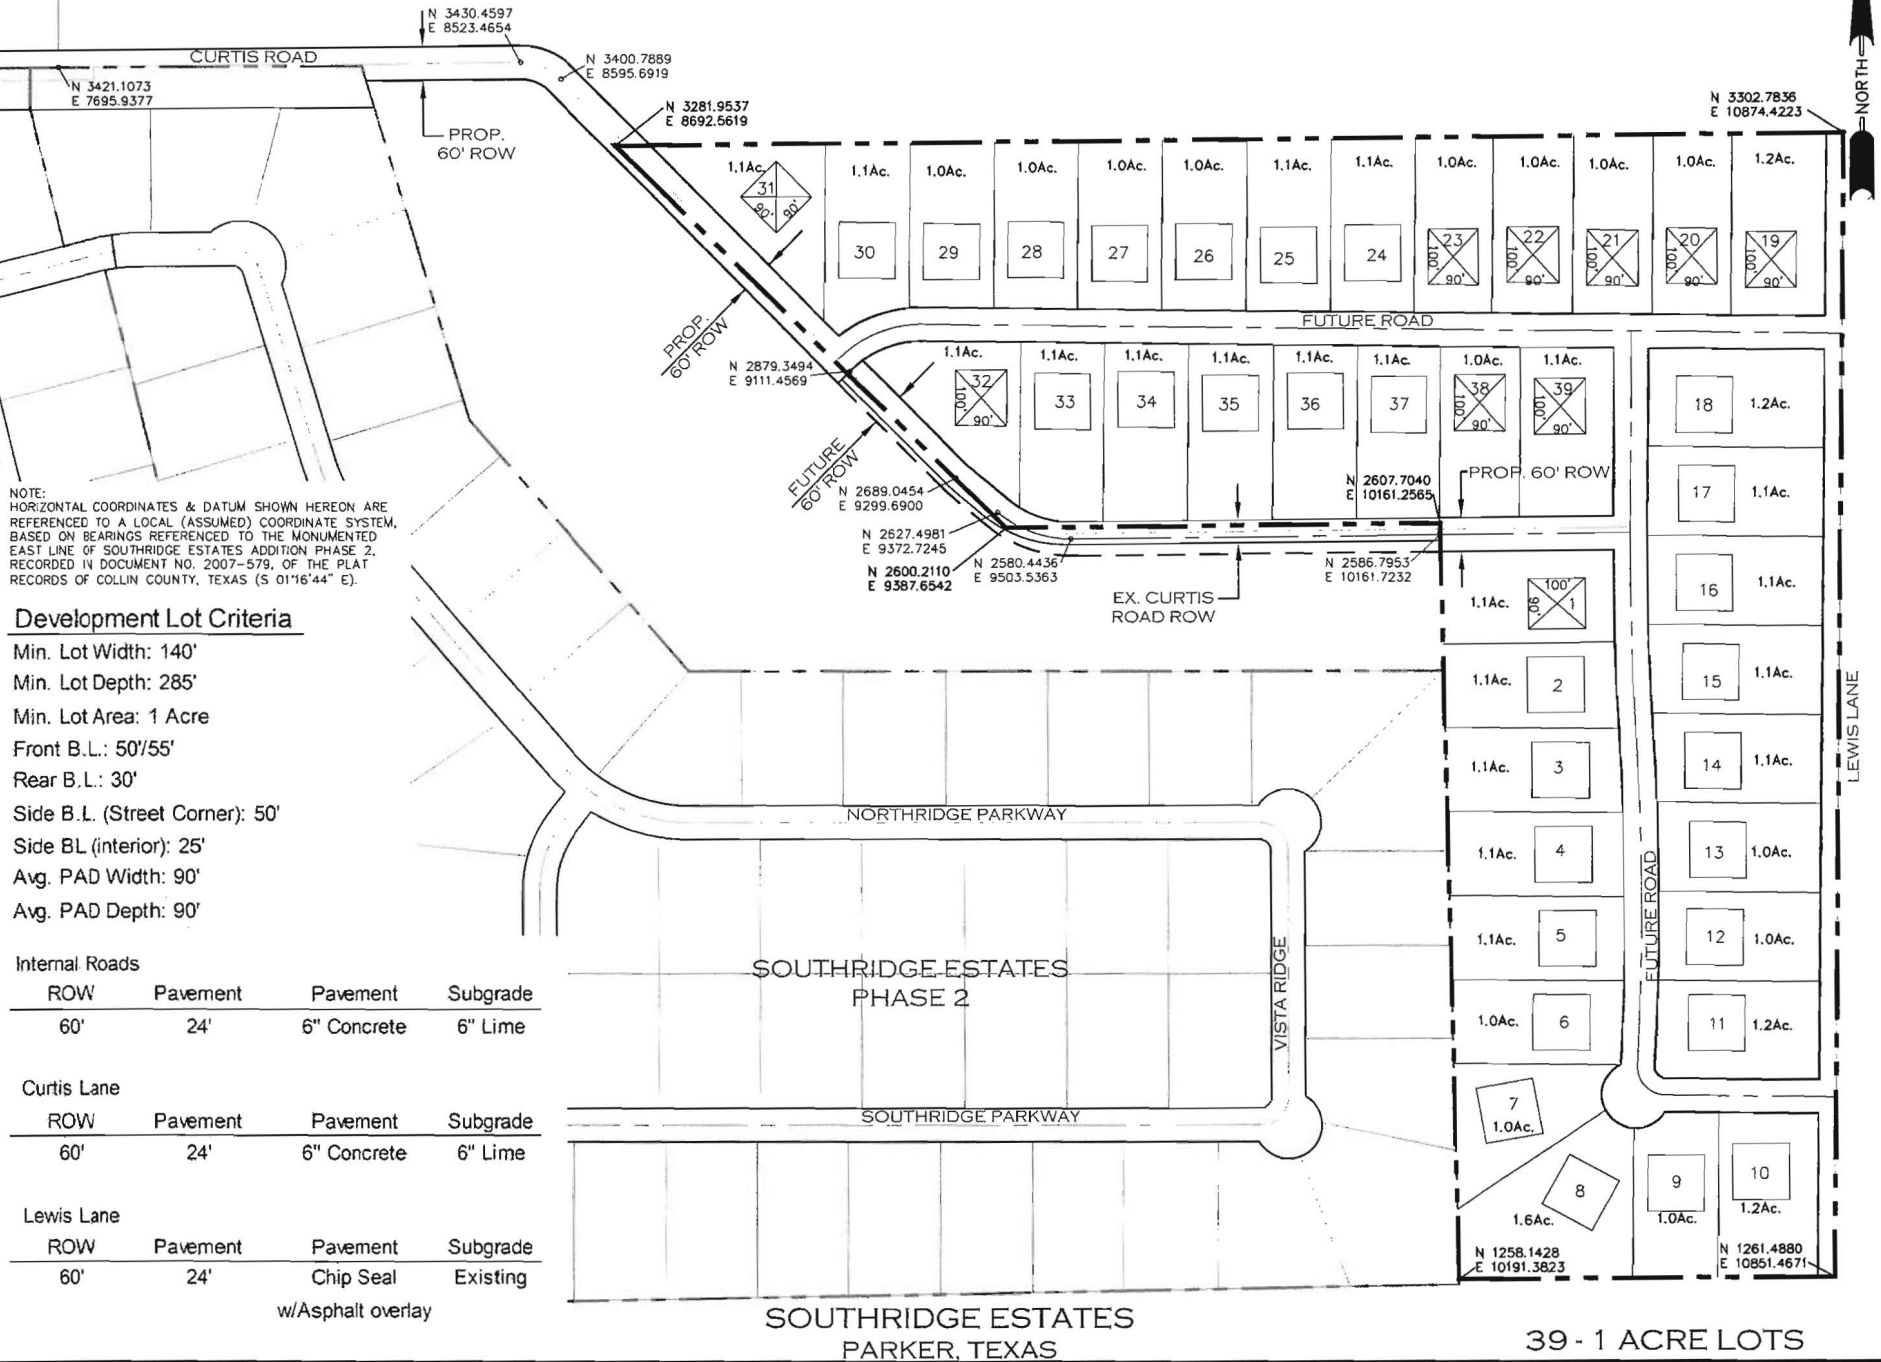 N 3430.4597
E 8523.4654
CURTIS ROAD
N 3421.1073
E 7695.9377
N 3400.7889
E 8595.6919
N 3281.9537
E 8692.5619
PROP.
60' ROW
N 3302.7836
E 10874.4223
NORTH
1.1Ac.
31
90'
90'
1.1Ac.
1.0Ac.
1.0Ac.
1.0Ac.
1.0Ac.
1.1Ac.
1.1Ac.
1.0Ac.
1.0Ac.
1.0Ac.
1.0Ac.
1.2Ac.
30
29
28
27
26
25
24
23
100'
90'
22
100'
90'
21
100'
90'
20
100'
90'
19
100'
90'
FUTURE ROAD
PROP.
60' ROW
N 2879.3494
E 9111.4569
1.1Ac.
1.1Ac.
1.1Ac.
1.1Ac.
1.1Ac.
1.1Ac.
1.0Ac.
1.1Ac.
32
100'
90'
33
34
35
36
37
38
100'
90'
39
100'
90'
18
1.2Ac.
FUTURE
60' ROW
N 2689.0454
E 9299.6900
N 2627.4981
E 9372.7245
N 2600.2110
E 9387.6542
N 2580.4436
E 9503.5363
N 2607.7040
E 10161.2565
PROP. 60' ROW
N 2586.7953
E 10161.7232
EX. CURTIS
ROAD ROW
17
1.1Ac.
16
1.1Ac.
15
1.1Ac.
14
1.1Ac.
13
1.0Ac.
12
1.0Ac.
11
1.2Ac.
1.1Ac.
100'
90'
1
1.1Ac.
2
1.1Ac.
3
1.1Ac.
4
1.1Ac.
5
1.0Ac.
6
7
1.0Ac.
8
1.6Ac.
9
1.0Ac.
10
1.2Ac.
FUTURE ROAD
LEWIS LANE
N 1258.1428
E 10191.3823
N 1261.4880
E 10851.4671
NOTE:
HORIZONTAL COORDINATES & DATUM SHOWN HEREON ARE
REFERENCED TO A LOCAL (ASSUMED) COORDINATE SYSTEM,
BASED ON BEARINGS REFERENCED TO THE MONUMENTED
EAST LINE OF SOUTHRIDGE ESTATES ADDITION PHASE 2,
RECORDED IN DOCUMENT NO. 2007-579, OF THE PLAT
RECORDS OF COLLIN COUNTY, TEXAS (S 01°16'44" E).
Development Lot Criteria
Min. Lot Width: 140'
Min. Lot Depth: 285'
Min. Lot Area: 1 Acre
Front B.L.: 50'/55'
Rear B.L.: 30'
Side B.L. (Street Corner): 50'
Side BL (interior): 25'
Avg. PAD Width: 90'
Avg. PAD Depth: 90'
Internal Roads
ROW Pavement Pavement Subgrade
60' 24' 6" Concrete 6" Lime
Curtis Lane
ROW Pavement Pavement Subgrade
60' 24' 6" Concrete 6" Lime
Lewis Lane
ROW Pavement Pavement Subgrade
60' 24' Chip Seal Existing
w/Asphalt overlay
NORTHRIDGE PARKWAY
SOUTHRIDGE ESTATES
PHASE 2
VISTA RIDGE
SOUTHRIDGE PARKWAY
SOUTHRIDGE ESTATES
PARKER, TEXAS
39 - 1 ACRE LOTS